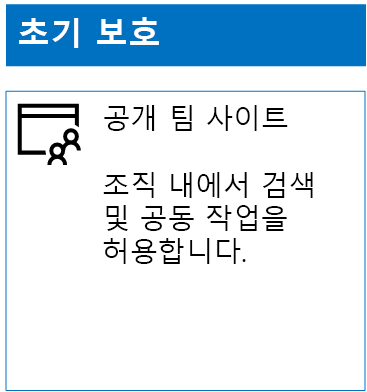 초기 보호
공개 팀 사이트
조직 내에서 검색
및 공동 작업을
허용합니다.